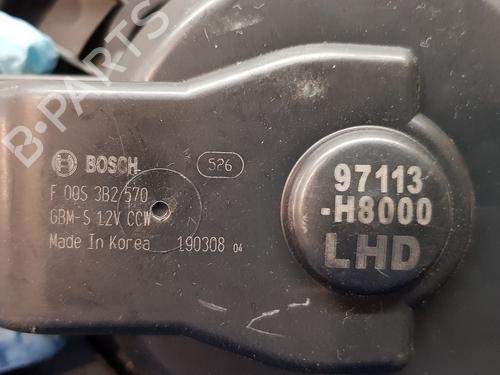 B-PARTS
BOSCH
526
F 00S 3B2 570
GBM-S 12V CCW
Made In Korea 190308 04
97113
-H8000
LHD